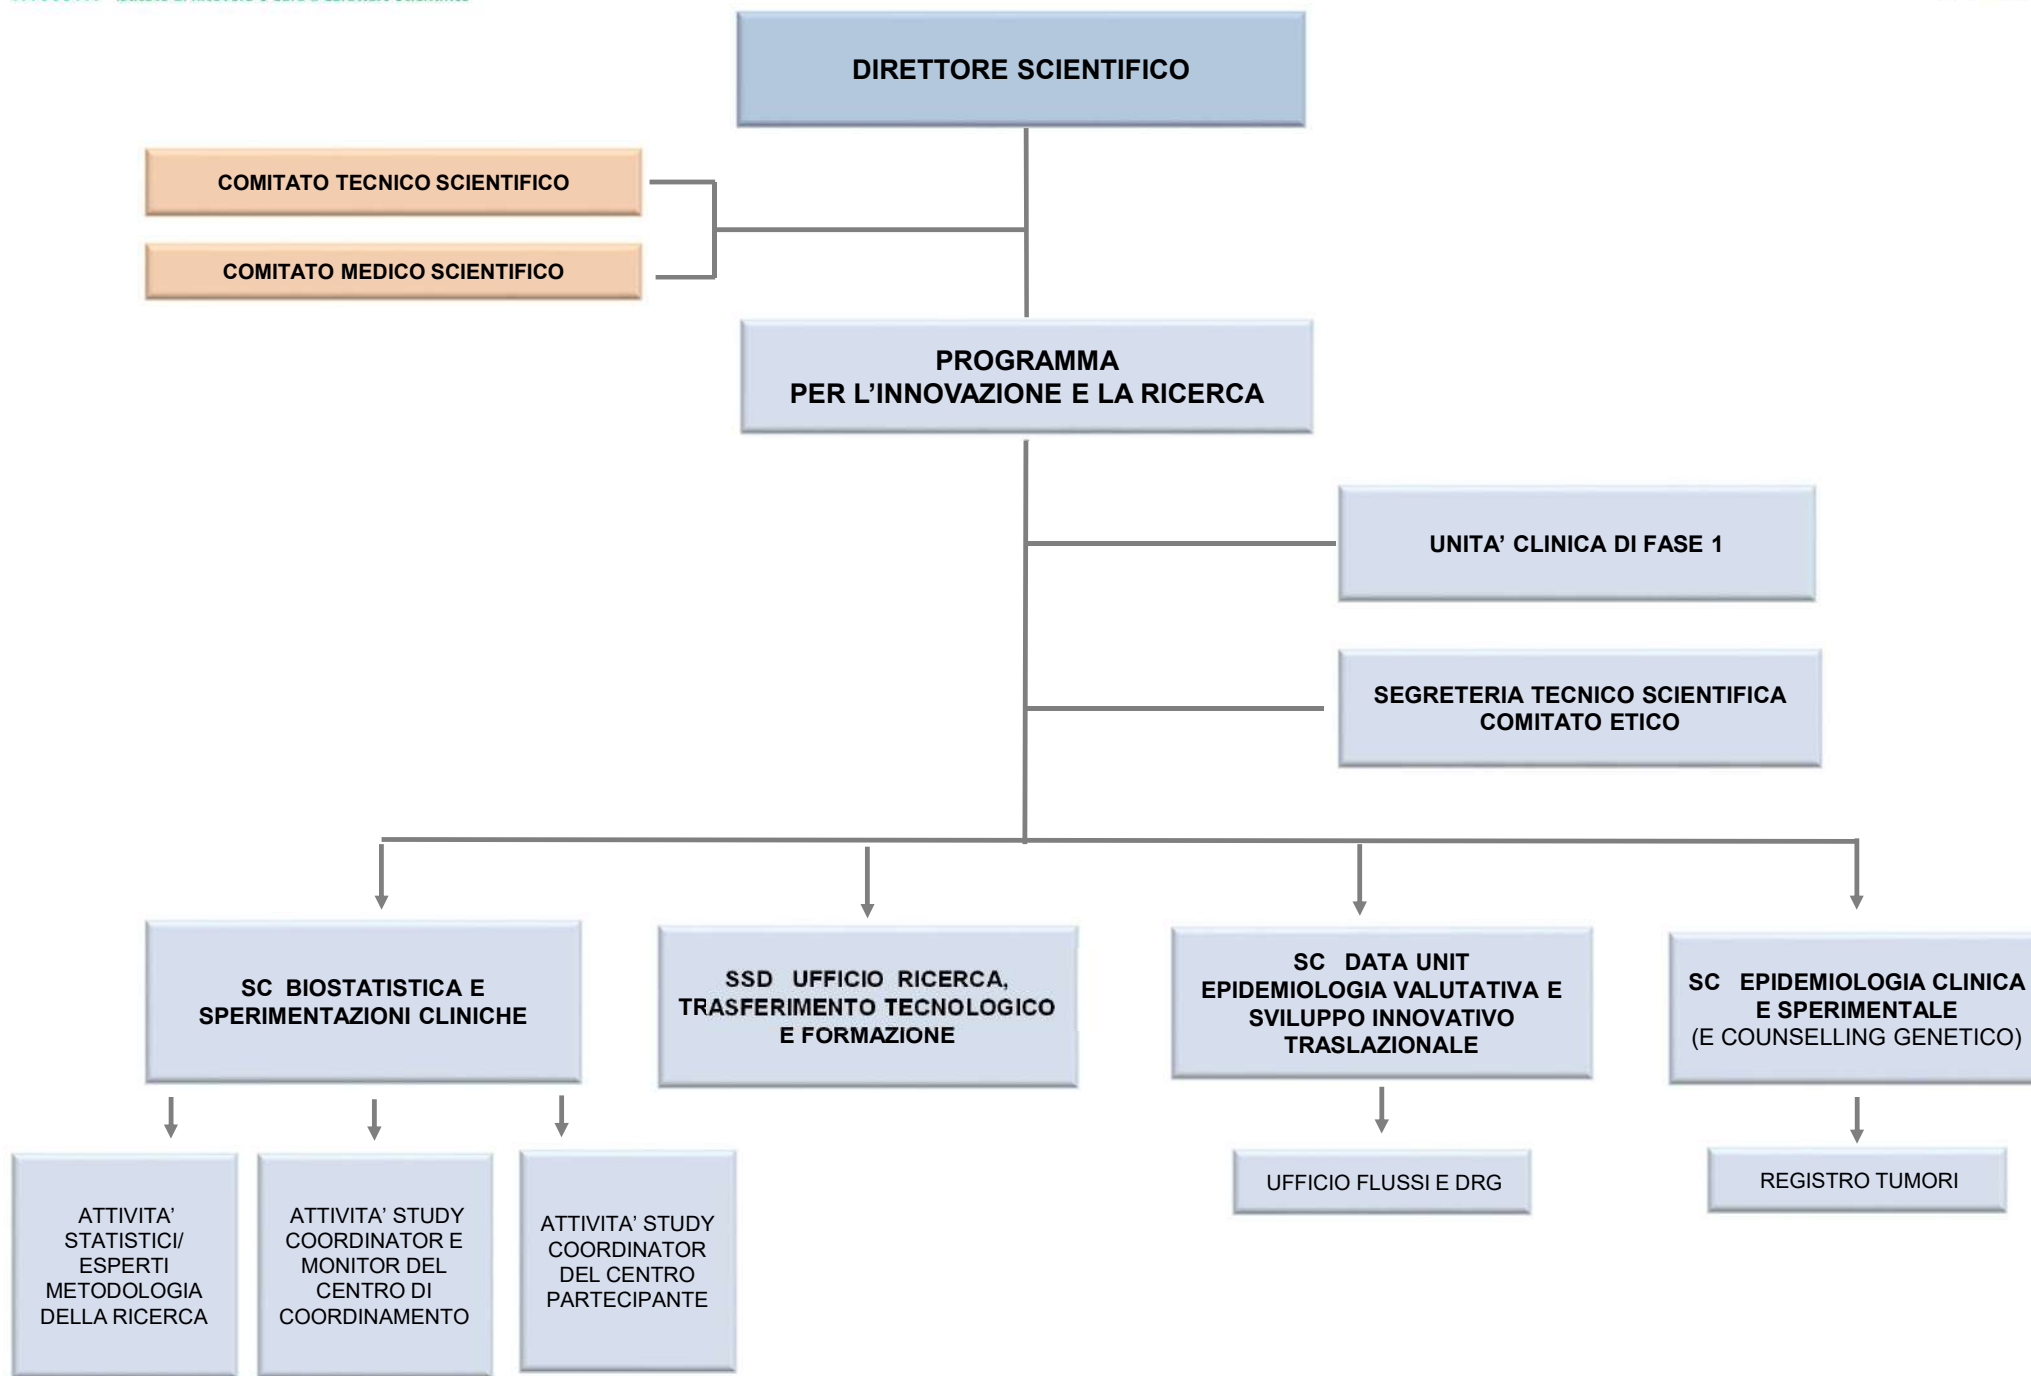 DIRETTORE SCIENTIFICO
COMITATO TECNICO SCIENTIFICO
COMITATO MEDICO SCIENTIFICO
PROGRAMMA
PER L’INNOVAZIONE E LA RICERCA
UNITA’ CLINICA DI FASE 1
SEGRETERIA TECNICO SCIENTIFICA
COMITATO ETICO
SC BIOSTATISTICA E
SPERIMENTAZIONI CLINICHE
SSD UFFICIO RICERCA,
TRASFERIMENTO TECNOLOGICO
E FORMAZIONE
SC DATA UNIT
EPIDEMIOLOGIA VALUTATIVA E
SVILUPPO INNOVATIVO
TRASLAZIONALE
SC EPIDEMIOLOGIA CLINICA
E SPERIMENTALE
(E COUNSELLING GENETICO)
ATTIVITA’
STATISTICI/
ESPERTI
METODOLOGIA
DELLA RICERCA
ATTIVITA’ STUDY
COORDINATOR E
MONITOR DEL
CENTRO DI
COORDINAMENTO
ATTIVITA’ STUDY
COORDINATOR
DEL CENTRO
PARTECIPANTE
UFFICIO FLUSSI E DRG
REGISTRO TUMORI